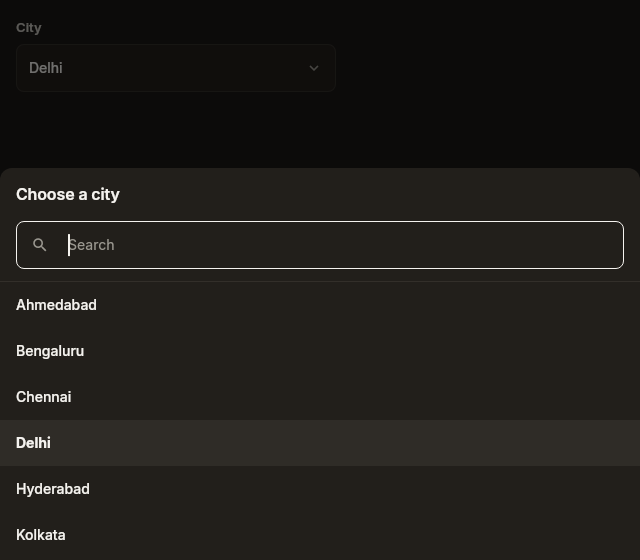 City
Delhi
Choose a city
Search
Ahmedabad
Bengaluru
Chennai
Delhi
Hyderabad
Kolkata